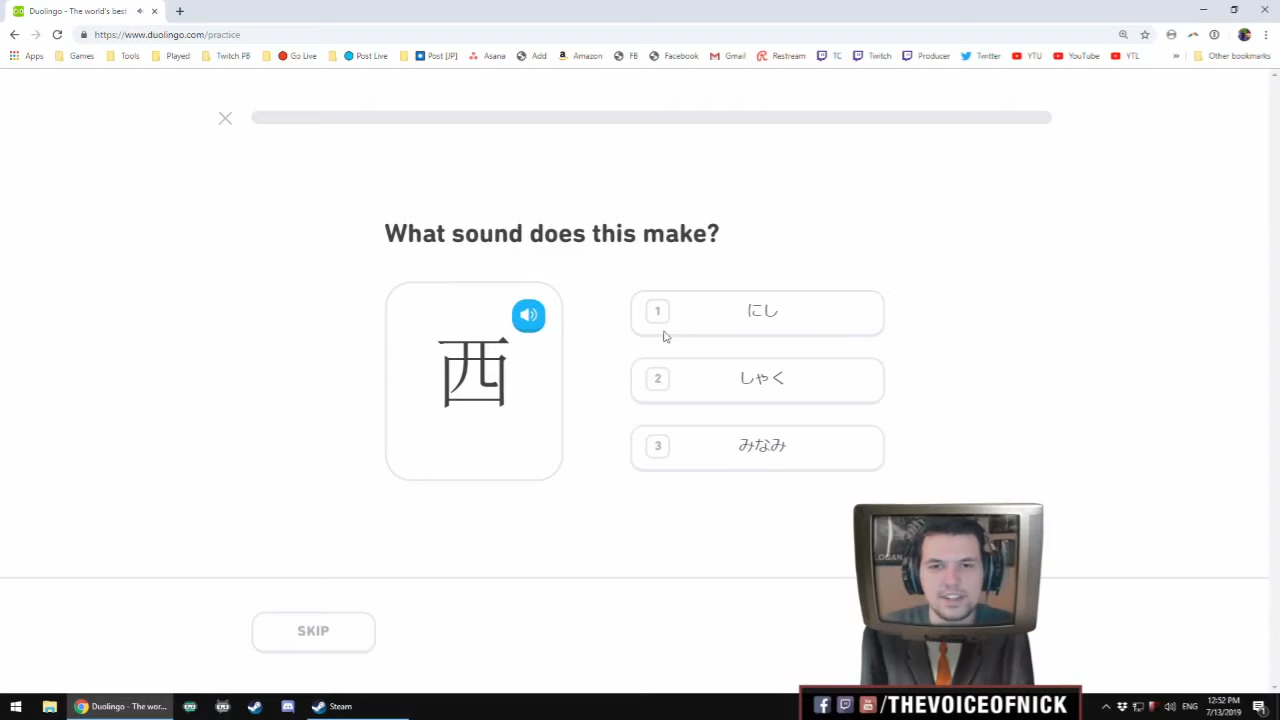 Duolingo - The world's best
https://www.duolingo.com/practice
Apps Games Tools Played Twitch PB Go Live Post Live Post [JP] Asana Add Amazon FB Facebook Gmail Restream TC Twitch Producer Twitter YTU YouTube YTL » Other bookmarks
What sound does this make?
西
1 にし
2 しゃく
3 みなみ
SKIP
/THEVOICEOFNICK
Duolingo - The wor...
Steam
ENG
12:52 PM
7/13/2019